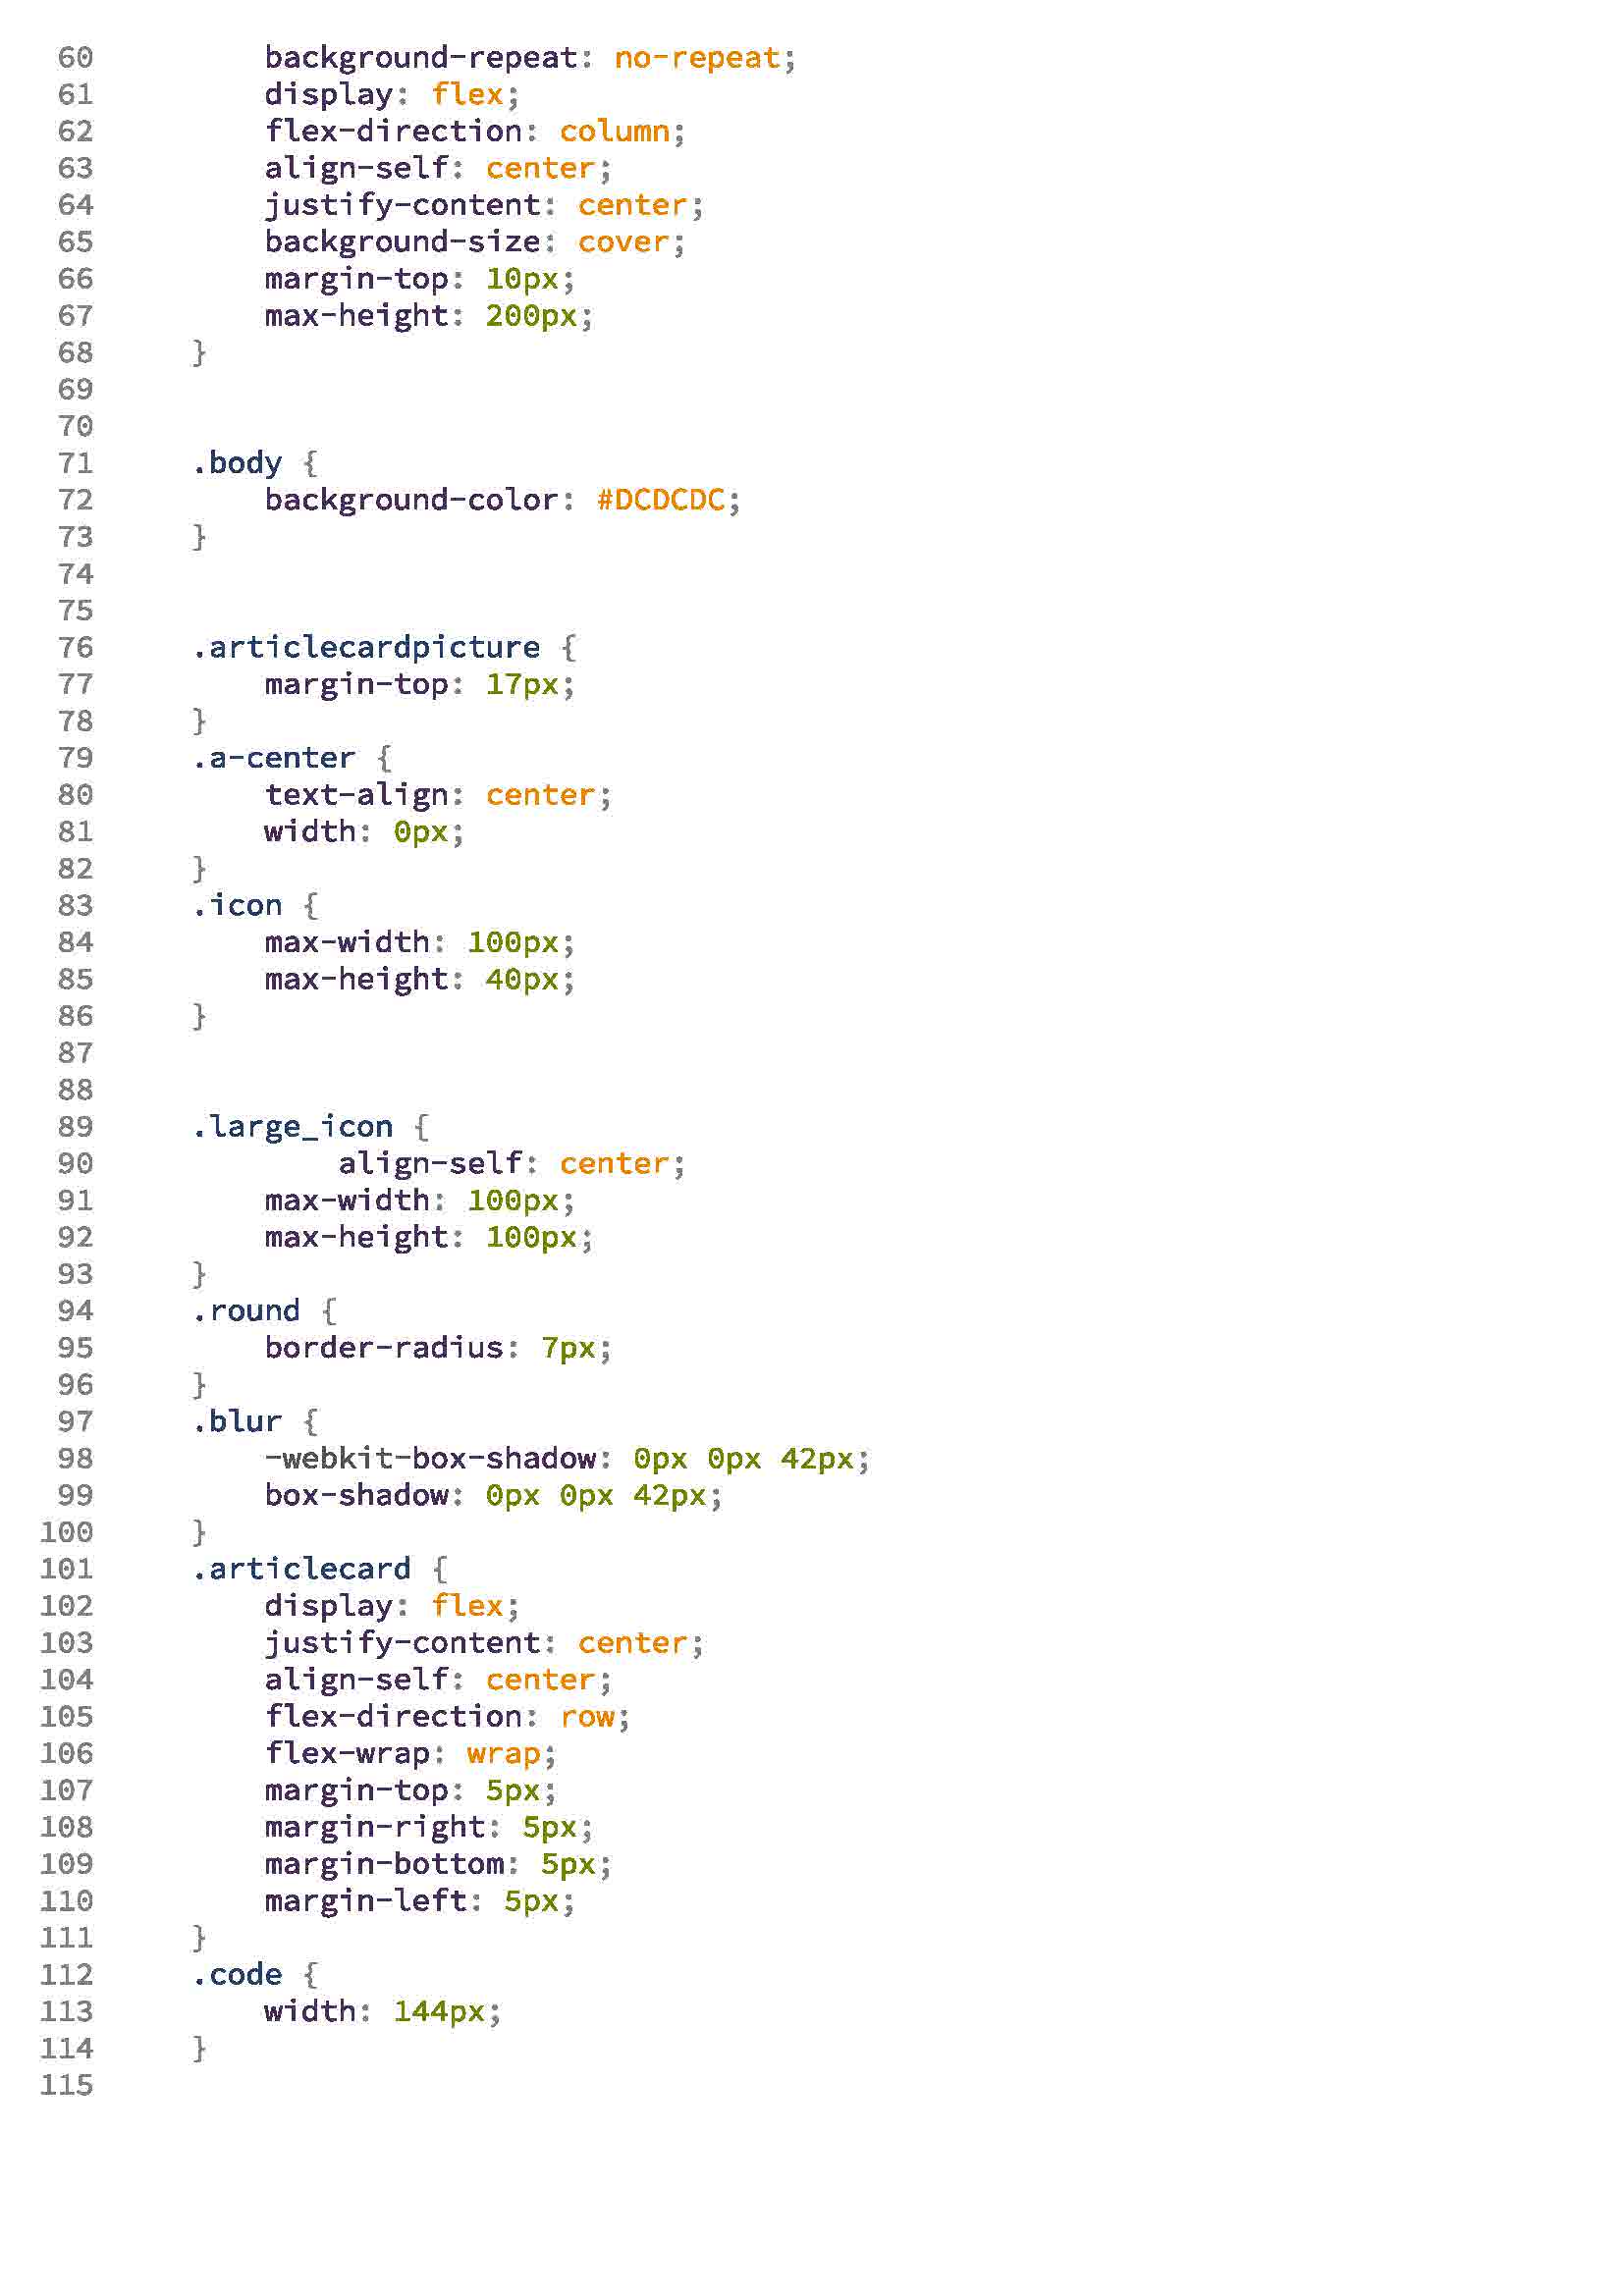 60 background-repeat: no-repeat;
61 display: flex;
62 flex-direction: column;
63 align-self: center;
64 justify-content: center;
65 background-size: cover;
66 margin-top: 10px;
67 max-height: 200px;
68 }
69
70
71 .body {
72 background-color: #DCDCDC;
73 }
74
75
76 .articlecardpicture {
77 margin-top: 17px;
78 }
79 .a-center {
80 text-align: center;
81 width: 0px;
82 }
83 .icon {
84 max-width: 100px;
85 max-height: 40px;
86 }
87
88
89 .large_icon {
90 align-self: center;
91 max-width: 100px;
92 max-height: 100px;
93 }
94 .round {
95 border-radius: 7px;
96 }
97 .blur {
98 -webkit-box-shadow: 0px 0px 42px;
99 box-shadow: 0px 0px 42px;
100 }
101 .articlecard {
102 display: flex;
103 justify-content: center;
104 align-self: center;
105 flex-direction: row;
106 flex-wrap: wrap;
107 margin-top: 5px;
108 margin-right: 5px;
109 margin-bottom: 5px;
110 margin-left: 5px;
111 }
112 .code {
113 width: 144px;
114 }
115